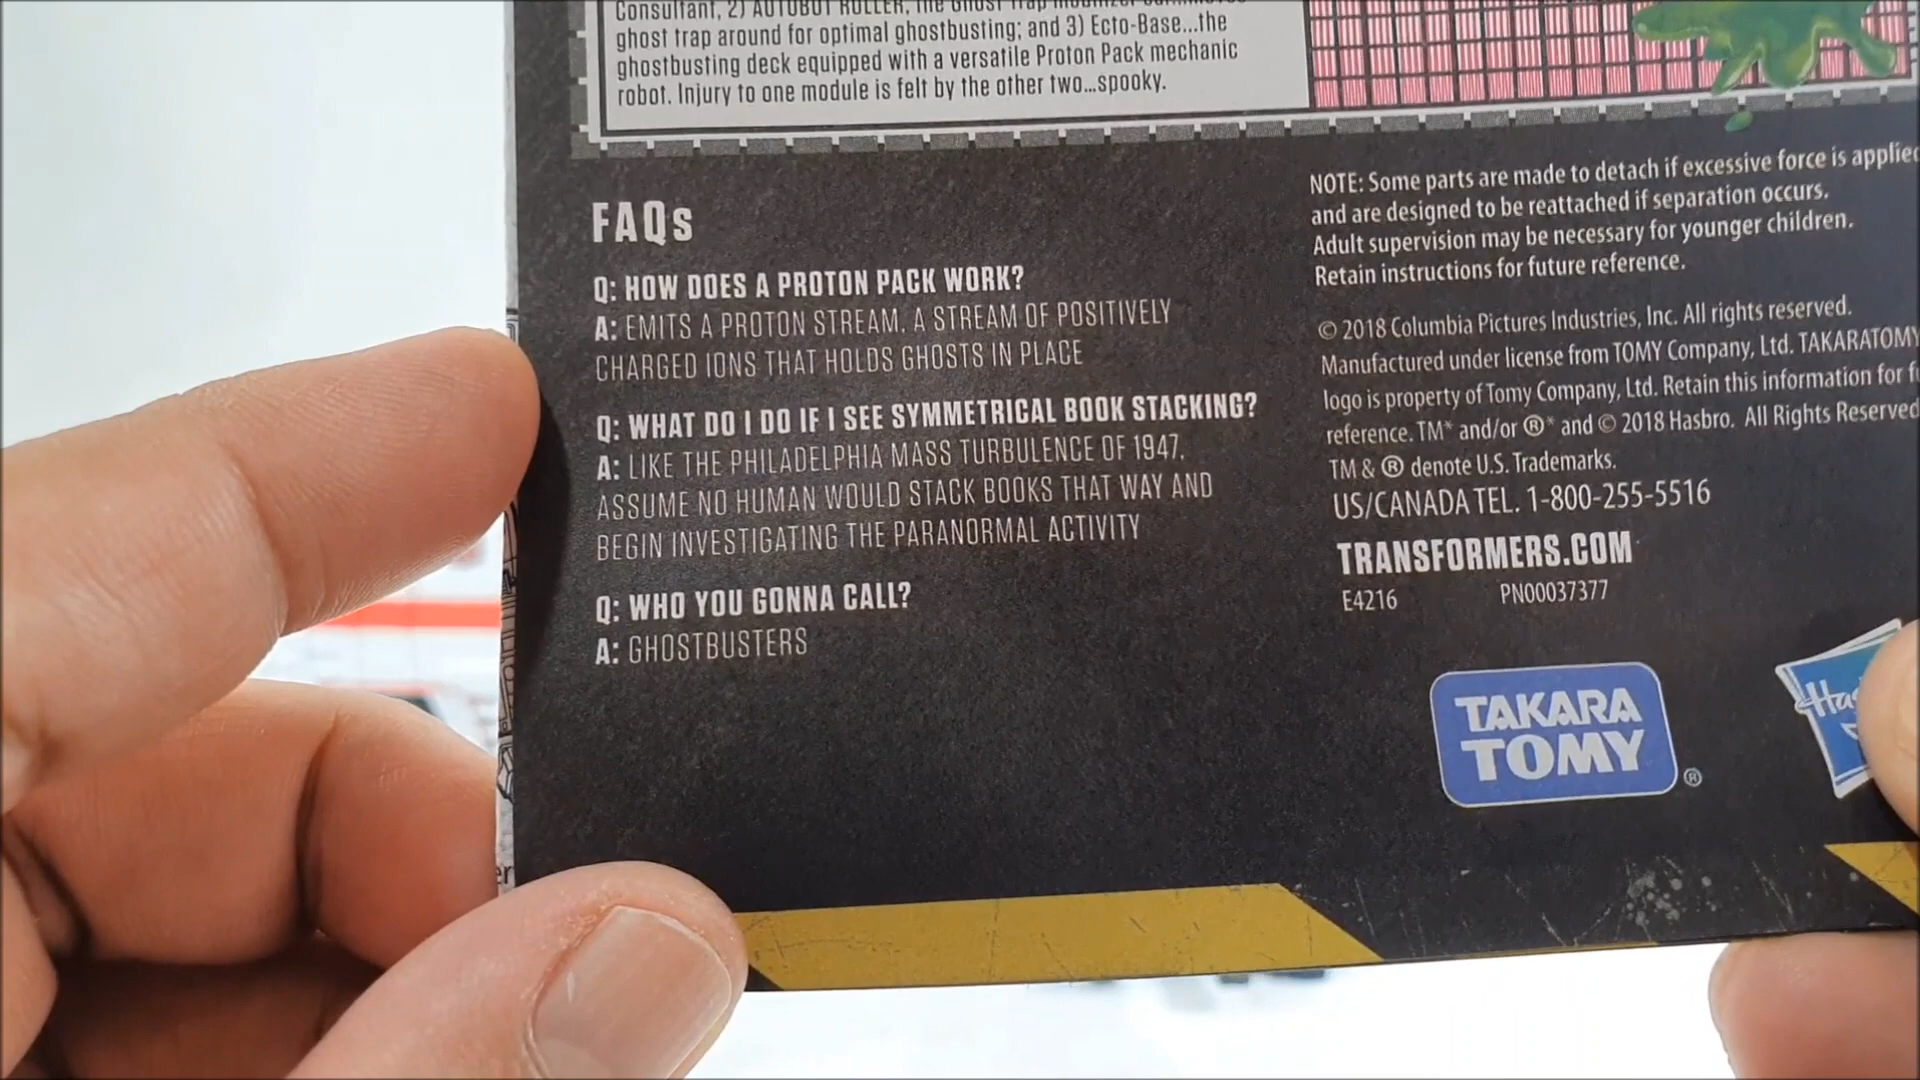 Consultant, 2) AUTOBOT ROLLER, the Ghost Trap
ghost trap around for optimal ghostbusting; and 3) Ecto-Base...the
ghostbusting deck equipped with a versatile Proton Pack mechanic
robot. Injury to one module is felt by the other two...spooky.
FAQs
Q: HOW DOES A PROTON PACK WORK?
A: EMITS A PROTON STREAM, A STREAM OF POSITIVELY
CHARGED IONS THAT HOLDS GHOSTS IN PLACE
Q: WHAT DO I DO IF I SEE SYMMETRICAL BOOK STACKING?
A: LIKE THE PHILADELPHIA MASS TURBULENCE OF 1947,
ASSUME NO HUMAN WOULD STACK BOOKS THAT WAY AND
BEGIN INVESTIGATING THE PARANORMAL ACTIVITY
Q: WHO YOU GONNA CALL?
A: GHOSTBUSTERS
NOTE: Some parts are made to detach if excessive force is applied
and are designed to be reattached if separation occurs.
Adult supervision may be necessary for younger children.
Retain instructions for future reference.
© 2018 Columbia Pictures Industries, Inc. All rights reserved.
Manufactured under license from TOMY Company, Ltd. TAKARATOMY
logo is property of Tomy Company, Ltd. Retain this information for
reference. TM* and/or ®* and © 2018 Hasbro. All Rights Reserved
TM & ® denote U.S. Trademarks.
US/CANADA TEL. 1-800-255-5516
TRANSFORMERS.COM
E4216 PN00037377
TAKARA
TOMY ®
Has